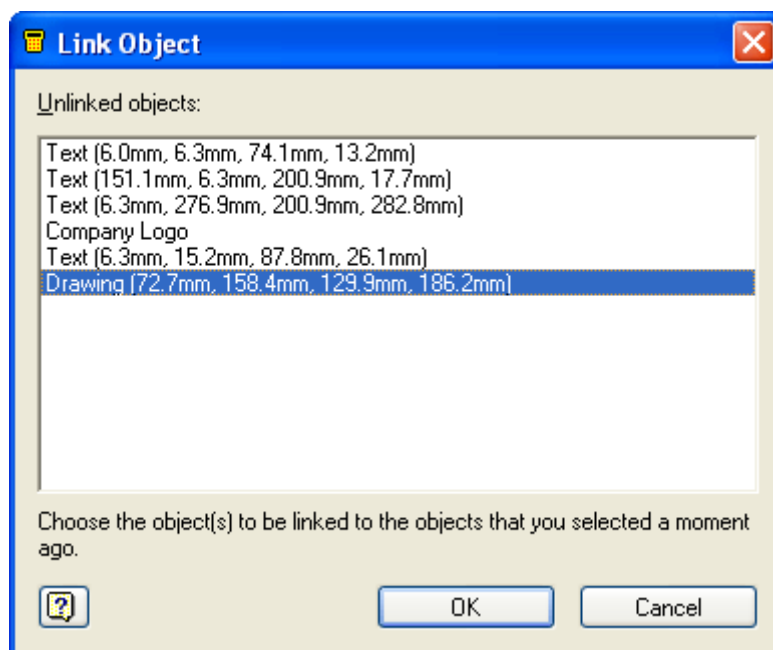 Link Object
Unlinked objects:
Text (6.0mm, 6.3mm, 74.1mm, 13.2mm)
Text (151.1mm, 6.3mm, 200.9mm, 17.7mm)
Text (6.3mm, 276.9mm, 200.9mm, 282.8mm)
Company Logo
Text (6.3mm, 15.2mm, 87.8mm, 26.1mm)
Drawing (72.7mm, 158.4mm, 129.9mm, 186.2mm)
Choose the object(s) to be linked to the objects that you selected a moment
ago.
?
OK
Cancel